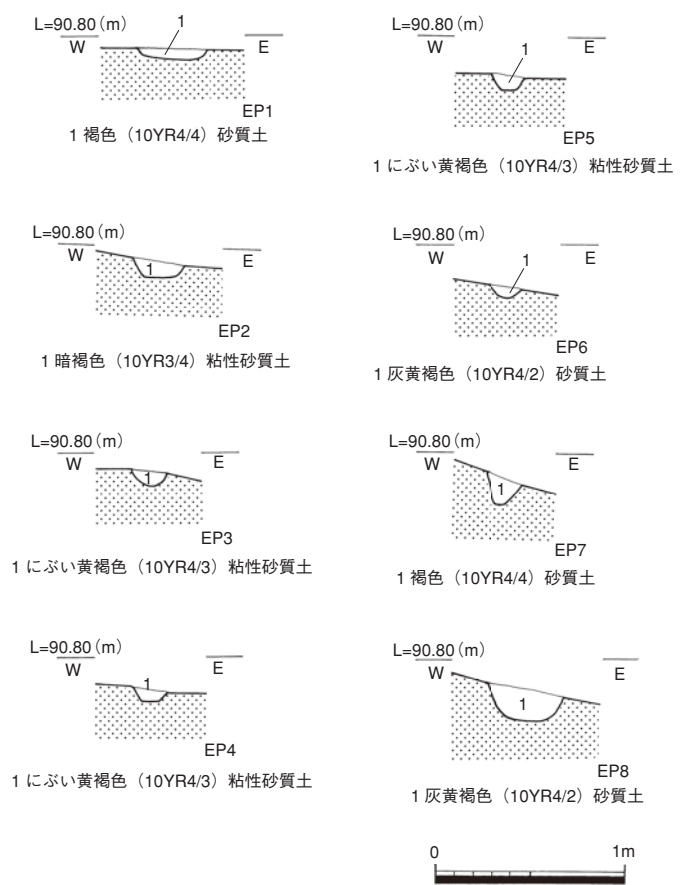 L=90.80(m)
1
W
E
EP1
1 褐色（10YR4/4）砂質土
L=90.80(m)
W
E
1
EP2
1 暗褐色（10YR3/4）粘性砂質土
L=90.80(m)
W
E
1
EP3
1 にぶい黄褐色（10YR4/3）粘性砂質土
L=90.80(m)
W
E
1
EP4
1 にぶい黄褐色（10YR4/3）粘性砂質土
L=90.80(m)
W
E
1
EP5
1 にぶい黄褐色（10YR4/3）粘性砂質土
L=90.80(m)
W
E
1
EP6
1 灰黄褐色（10YR4/2）砂質土
L=90.80(m)
W
E
1
EP7
1 褐色（10YR4/4）砂質土
L=90.80(m)
W
E
1
EP8
1 灰黄褐色（10YR4/2）砂質土
0 1m